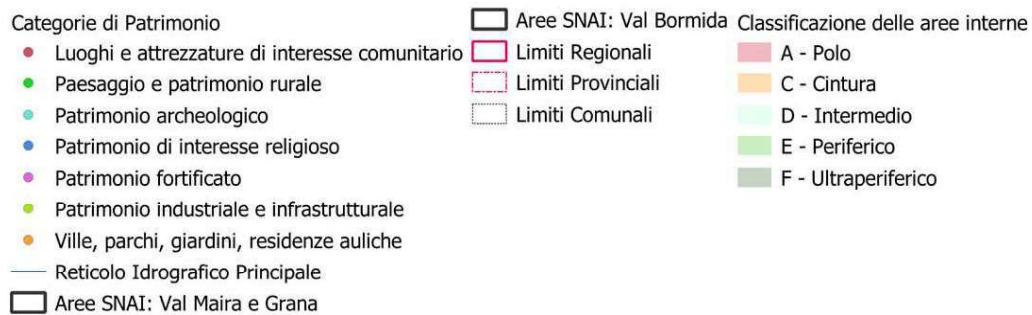 Categorie di Patrimonio
Luoghi e attrezzature di interesse comunitario
Paesaggio e patrimonio rurale
Patrimonio archeologico
Patrimonio di interesse religioso
Patrimonio fortificato
Patrimonio industriale e infrastrutturale
Ville, parchi, giardini, residenze auliche
Reticolo Idrografico Principale
Aree SNAI: Val Maira e Grana
Aree SNAI: Val Bormida
Limiti Regionali
Limiti Provinciali
Limiti Comunali
Classificazione delle aree interne
A - Polo
C - Cintura
D - Intermedio
E - Periferico
F - Ultraperiferico